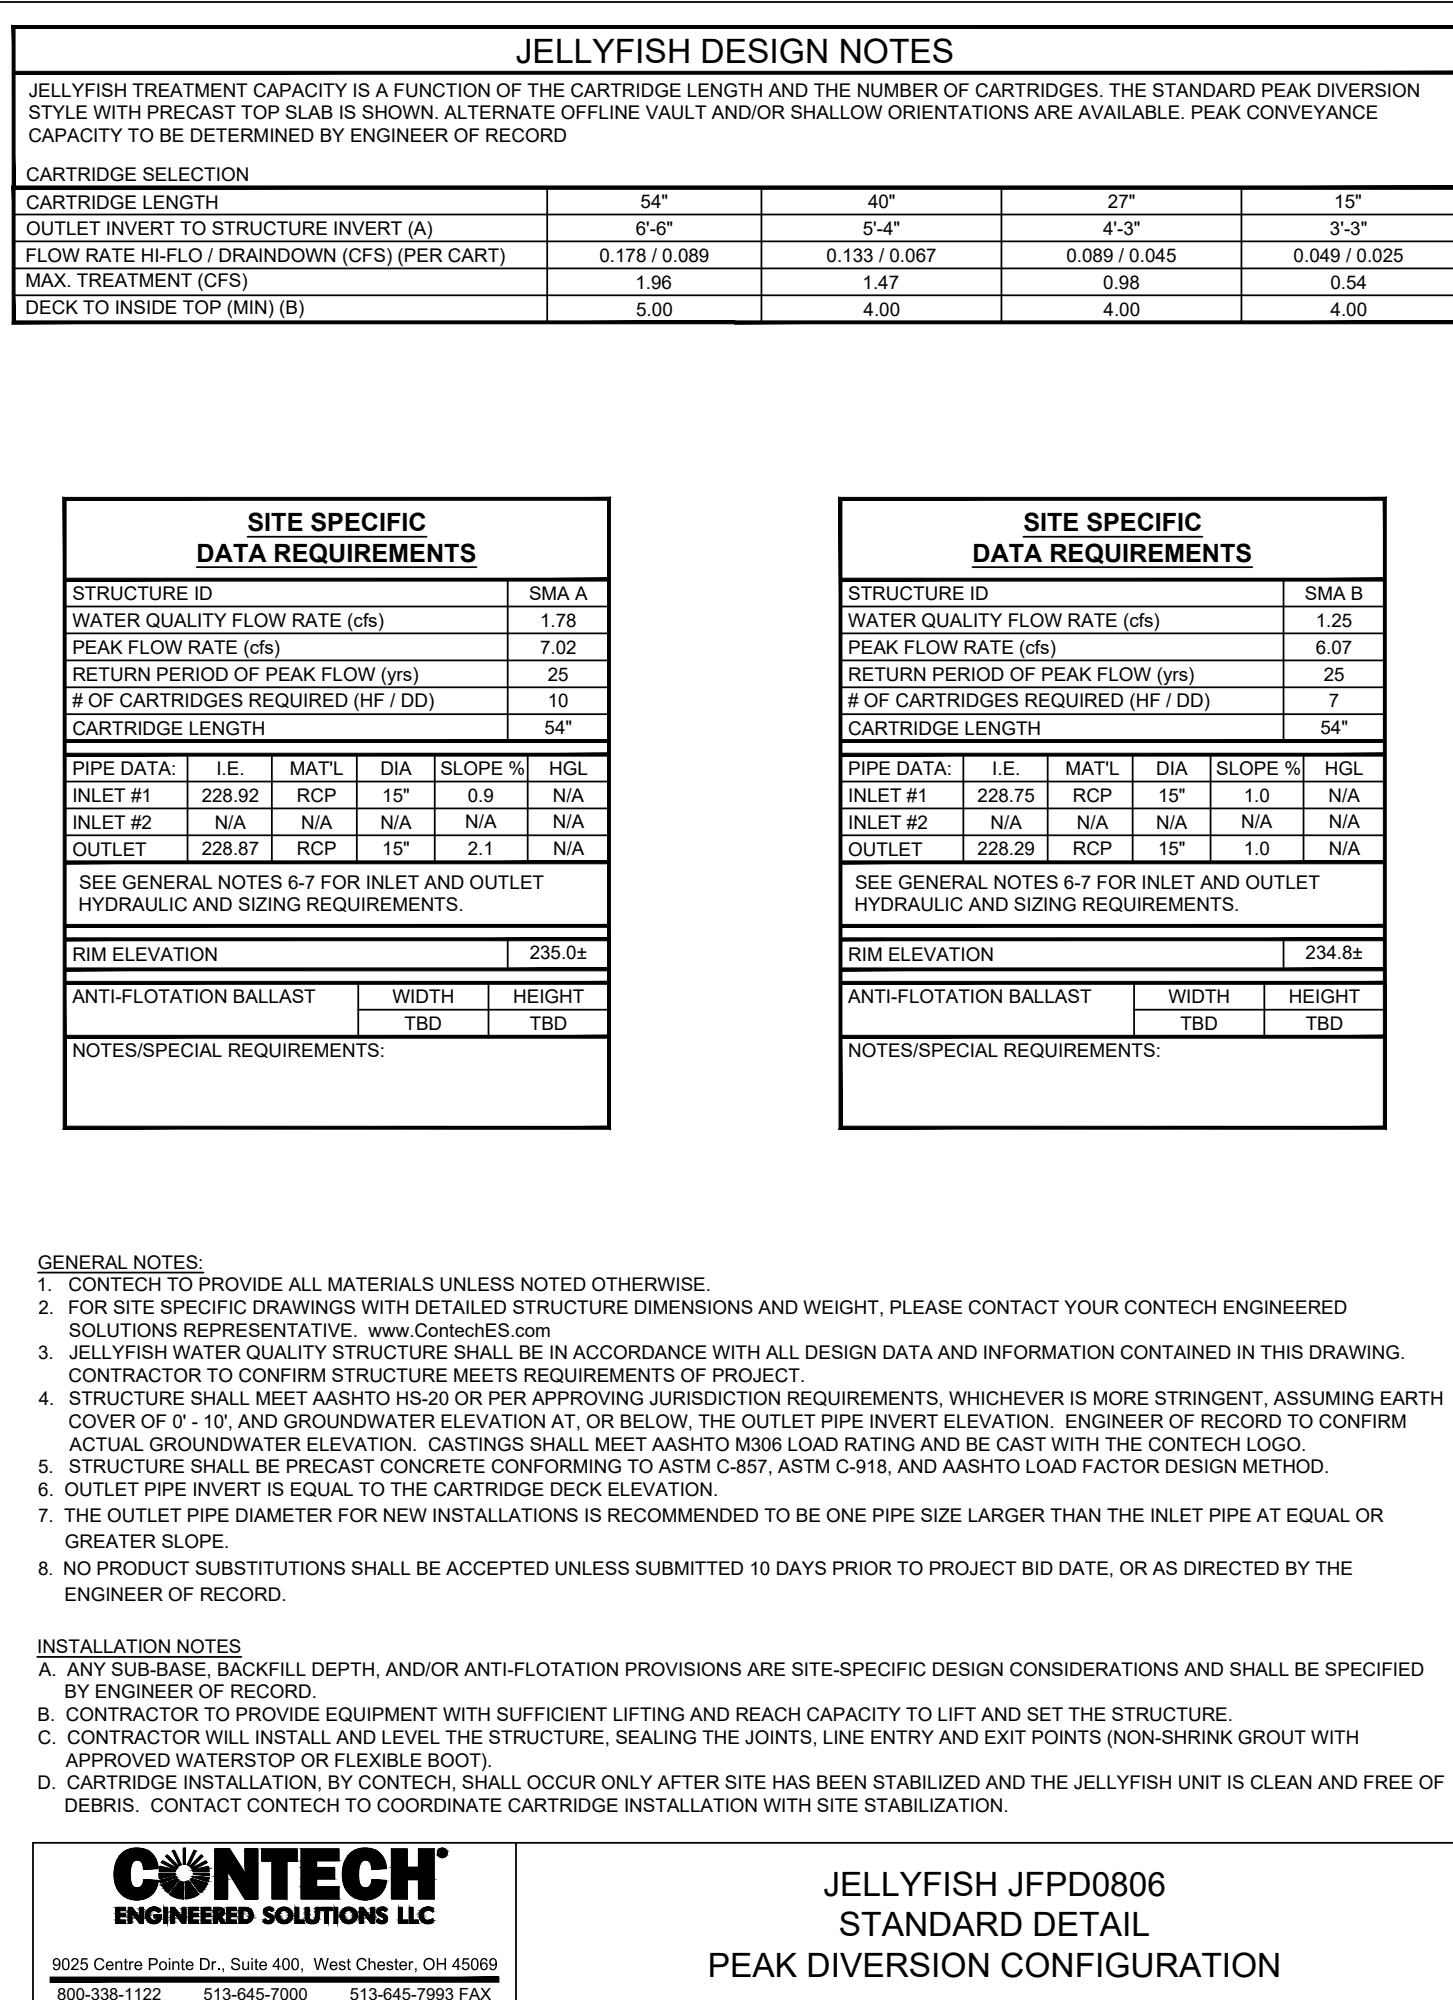 JELLYFISH DESIGN NOTES
JELLYFISH TREATMENT CAPACITY IS A FUNCTION OF THE CARTRIDGE LENGTH AND THE NUMBER OF CARTRIDGES. THE STANDARD PEAK DIVERSION
STYLE WITH PRECAST TOP SLAB IS SHOWN. ALTERNATE OFFLINE VAULT AND/OR SHALLOW ORIENTATIONS ARE AVAILABLE. PEAK CONVEYANCE
CAPACITY TO BE DETERMINED BY ENGINEER OF RECORD
CARTRIDGE SELECTION
CARTRIDGE LENGTH 54" 40" 27" 15"
OUTLET INVERT TO STRUCTURE INVERT (A) 6'-6" 5'-4" 4'-3" 3'-3"
FLOW RATE HI-FLO / DRAINDOWN (CFS) (PER CART) 0.178 / 0.089 0.133 / 0.067 0.089 / 0.045 0.049 / 0.025
MAX. TREATMENT (CFS) 1.96 1.47 0.98 0.54
DECK TO INSIDE TOP (MIN) (B) 5.00 4.00 4.00 4.00
SITE SPECIFIC
DATA REQUIREMENTS
STRUCTURE ID SMA A
WATER QUALITY FLOW RATE (cfs) 1.78
PEAK FLOW RATE (cfs) 7.02
RETURN PERIOD OF PEAK FLOW (yrs) 25
# OF CARTRIDGES REQUIRED (HF / DD) 10
CARTRIDGE LENGTH 54"
PIPE DATA: I.E. MAT'L DIA SLOPE % HGL
INLET #1 228.92 RCP 15" 0.9 N/A
INLET #2 N/A N/A N/A N/A N/A
OUTLET 228.87 RCP 15" 2.1 N/A
SEE GENERAL NOTES 6-7 FOR INLET AND OUTLET
HYDRAULIC AND SIZING REQUIREMENTS.
RIM ELEVATION 235.0±
ANTI-FLOTATION BALLAST WIDTH HEIGHT
TBD TBD
NOTES/SPECIAL REQUIREMENTS:
SITE SPECIFIC
DATA REQUIREMENTS
STRUCTURE ID SMA B
WATER QUALITY FLOW RATE (cfs) 1.25
PEAK FLOW RATE (cfs) 6.07
RETURN PERIOD OF PEAK FLOW (yrs) 25
# OF CARTRIDGES REQUIRED (HF / DD) 7
CARTRIDGE LENGTH 54"
PIPE DATA: I.E. MAT'L DIA SLOPE % HGL
INLET #1 228.75 RCP 15" 1.0 N/A
INLET #2 N/A N/A N/A N/A N/A
OUTLET 228.29 RCP 15" 1.0 N/A
SEE GENERAL NOTES 6-7 FOR INLET AND OUTLET
HYDRAULIC AND SIZING REQUIREMENTS.
RIM ELEVATION 234.8±
ANTI-FLOTATION BALLAST WIDTH HEIGHT
TBD TBD
NOTES/SPECIAL REQUIREMENTS:
GENERAL NOTES:
1. CONTECH TO PROVIDE ALL MATERIALS UNLESS NOTED OTHERWISE.
2. FOR SITE SPECIFIC DRAWINGS WITH DETAILED STRUCTURE DIMENSIONS AND WEIGHT, PLEASE CONTACT YOUR CONTECH ENGINEERED
SOLUTIONS REPRESENTATIVE. www.ContechES.com
3. JELLYFISH WATER QUALITY STRUCTURE SHALL BE IN ACCORDANCE WITH ALL DESIGN DATA AND INFORMATION CONTAINED IN THIS DRAWING.
CONTRACTOR TO CONFIRM STRUCTURE MEETS REQUIREMENTS OF PROJECT.
4. STRUCTURE SHALL MEET AASHTO HS-20 OR PER APPROVING JURISDICTION REQUIREMENTS, WHICHEVER IS MORE STRINGENT, ASSUMING EARTH
COVER OF 0' - 10', AND GROUNDWATER ELEVATION AT, OR BELOW, THE OUTLET PIPE INVERT ELEVATION. ENGINEER OF RECORD TO CONFIRM
ACTUAL GROUNDWATER ELEVATION. CASTINGS SHALL MEET AASHTO M306 LOAD RATING AND BE CAST WITH THE CONTECH LOGO.
5. STRUCTURE SHALL BE PRECAST CONCRETE CONFORMING TO ASTM C-857, ASTM C-918, AND AASHTO LOAD FACTOR DESIGN METHOD.
6. OUTLET PIPE INVERT IS EQUAL TO THE CARTRIDGE DECK ELEVATION.
7. THE OUTLET PIPE DIAMETER FOR NEW INSTALLATIONS IS RECOMMENDED TO BE ONE PIPE SIZE LARGER THAN THE INLET PIPE AT EQUAL OR
GREATER SLOPE.
8. NO PRODUCT SUBSTITUTIONS SHALL BE ACCEPTED UNLESS SUBMITTED 10 DAYS PRIOR TO PROJECT BID DATE, OR AS DIRECTED BY THE
ENGINEER OF RECORD.
INSTALLATION NOTES
A. ANY SUB-BASE, BACKFILL DEPTH, AND/OR ANTI-FLOTATION PROVISIONS ARE SITE-SPECIFIC DESIGN CONSIDERATIONS AND SHALL BE SPECIFIED
BY ENGINEER OF RECORD.
B. CONTRACTOR TO PROVIDE EQUIPMENT WITH SUFFICIENT LIFTING AND REACH CAPACITY TO LIFT AND SET THE STRUCTURE.
C. CONTRACTOR WILL INSTALL AND LEVEL THE STRUCTURE, SEALING THE JOINTS, LINE ENTRY AND EXIT POINTS (NON-SHRINK GROUT WITH
APPROVED WATERSTOP OR FLEXIBLE BOOT).
D. CARTRIDGE INSTALLATION, BY CONTECH, SHALL OCCUR ONLY AFTER SITE HAS BEEN STABILIZED AND THE JELLYFISH UNIT IS CLEAN AND FREE OF
DEBRIS. CONTACT CONTECH TO COORDINATE CARTRIDGE INSTALLATION WITH SITE STABILIZATION.
CONTECH
ENGINEERED SOLUTIONS LLC
9025 Centre Pointe Dr., Suite 400, West Chester, OH 45069
800-338-1122 513-645-7000 513-645-7993 FAX
JELLYFISH JFPD0806
STANDARD DETAIL
PEAK DIVERSION CONFIGURATION